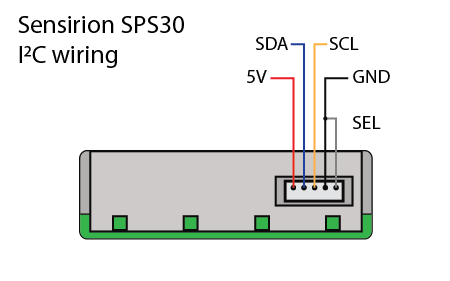 Sensirion SPS30
I²C wiring
SDA
SCL
5V
GND
SEL